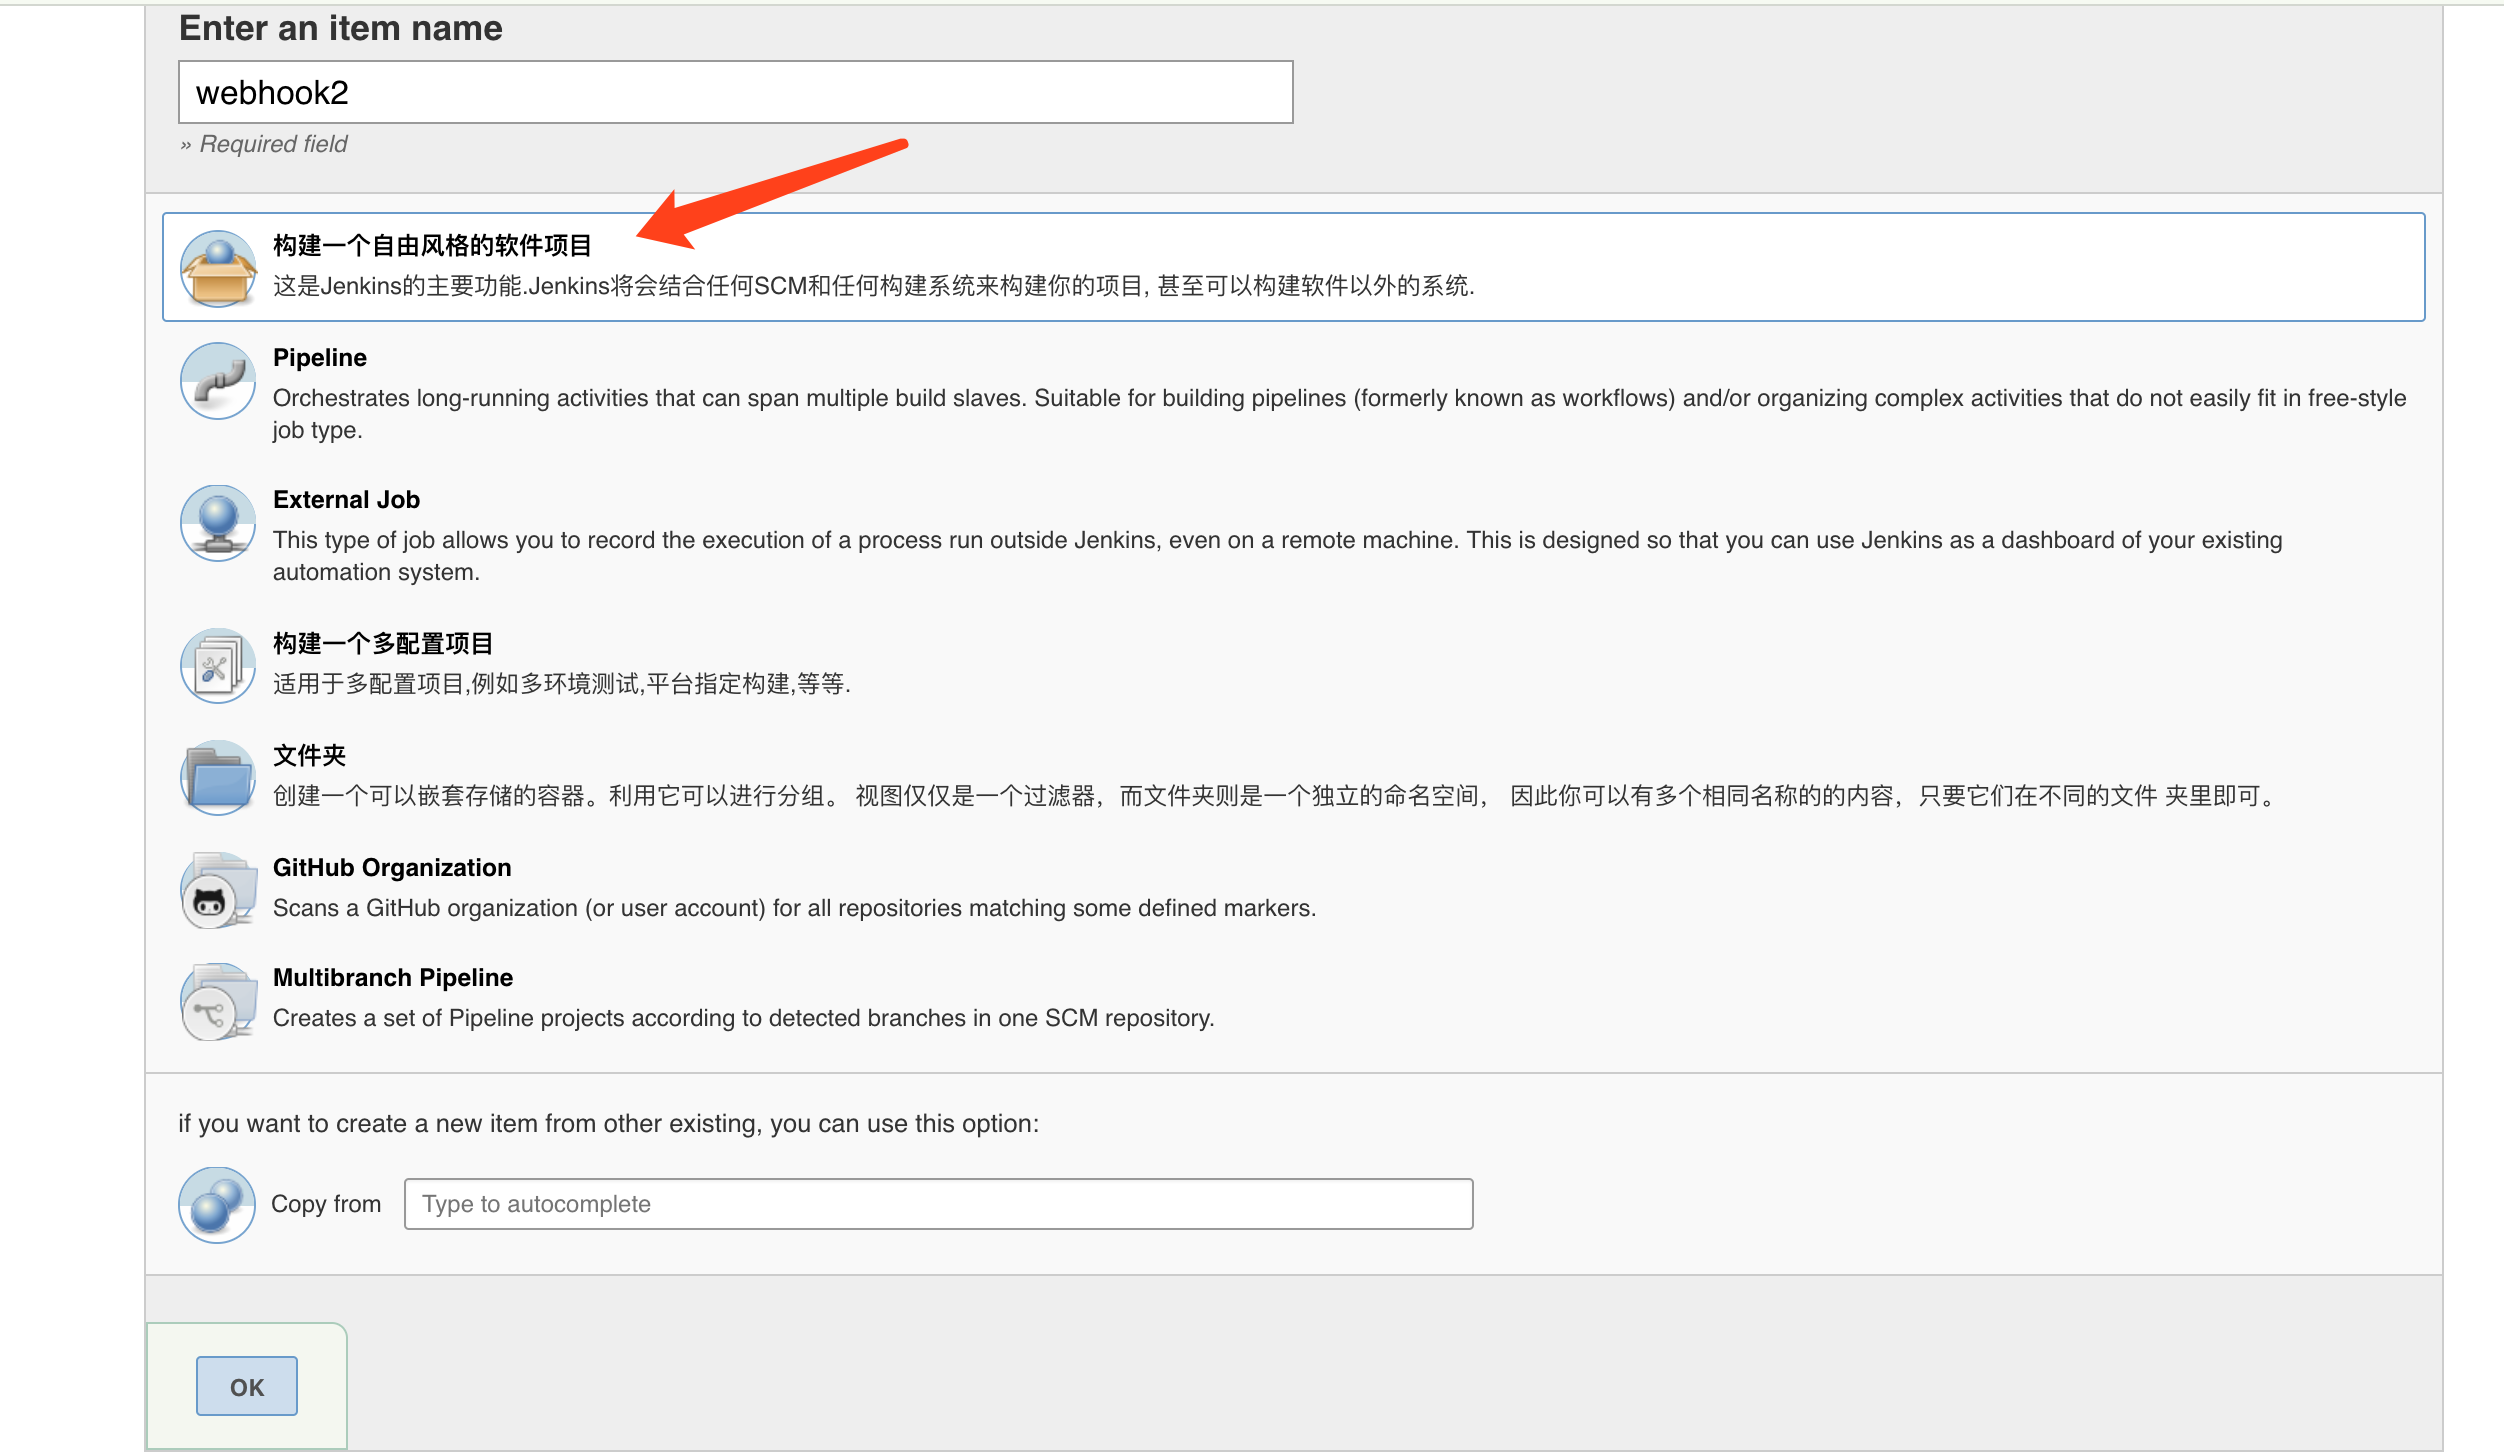 Enter an item name
webhook2
» Required field
构建一个自由风格的软件项目
这是Jenkins的主要功能.Jenkins将会结合任何SCM和任何构建系统来构建你的项目, 甚至可以构建软件以外的系统.
Pipeline
Orchestrates long-running activities that can span multiple build slaves. Suitable for building pipelines (formerly known as workflows) and/or organizing complex activities that do not easily fit in free-style
job type.
External Job
This type of job allows you to record the execution of a process run outside Jenkins, even on a remote machine. This is designed so that you can use Jenkins as a dashboard of your existing
automation system.
构建一个多配置项目
适用于多配置项目,例如多环境测试,平台指定构建,等等.
文件夹
创建一个可以嵌套存储的容器。利用它可以进行分组。 视图仅仅是一个过滤器，而文件夹则是一个独立的命名空间， 因此你可以有多个相同名称的的内容，只要它们在不同的文件 夹里即可。
GitHub Organization
Scans a GitHub organization (or user account) for all repositories matching some defined markers.
Multibranch Pipeline
Creates a set of Pipeline projects according to detected branches in one SCM repository.
if you want to create a new item from other existing, you can use this option:
Copy from
Type to autocomplete
OK